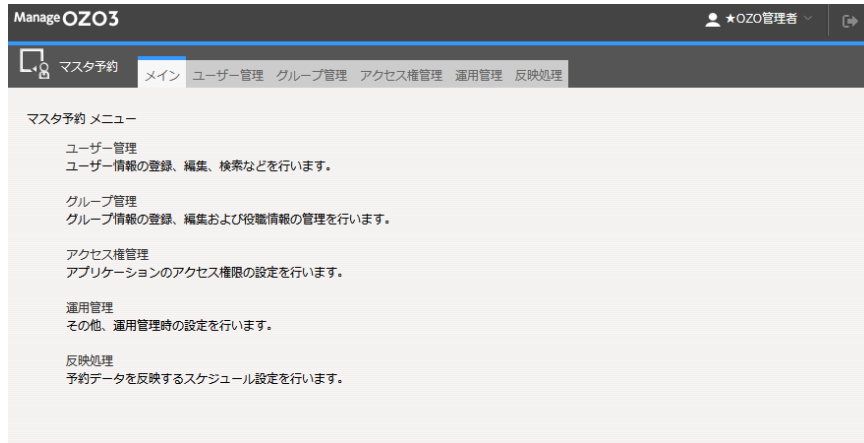 Manage OZO3
★OZO管理者
マスタ予約
メイン ユーザー管理 グループ管理 アクセス権管理 運用管理 反映処理
マスタ予約 メニュー
ユーザー管理
ユーザー情報の登録、編集、検索などを行います。
グループ管理
グループ情報の登録、編集および役職情報の管理を行います。
アクセス権管理
アプリケーションのアクセス権限の設定を行います。
運用管理
その他、運用管理時の設定を行います。
反映処理
予約データを反映するスケジュール設定を行います。